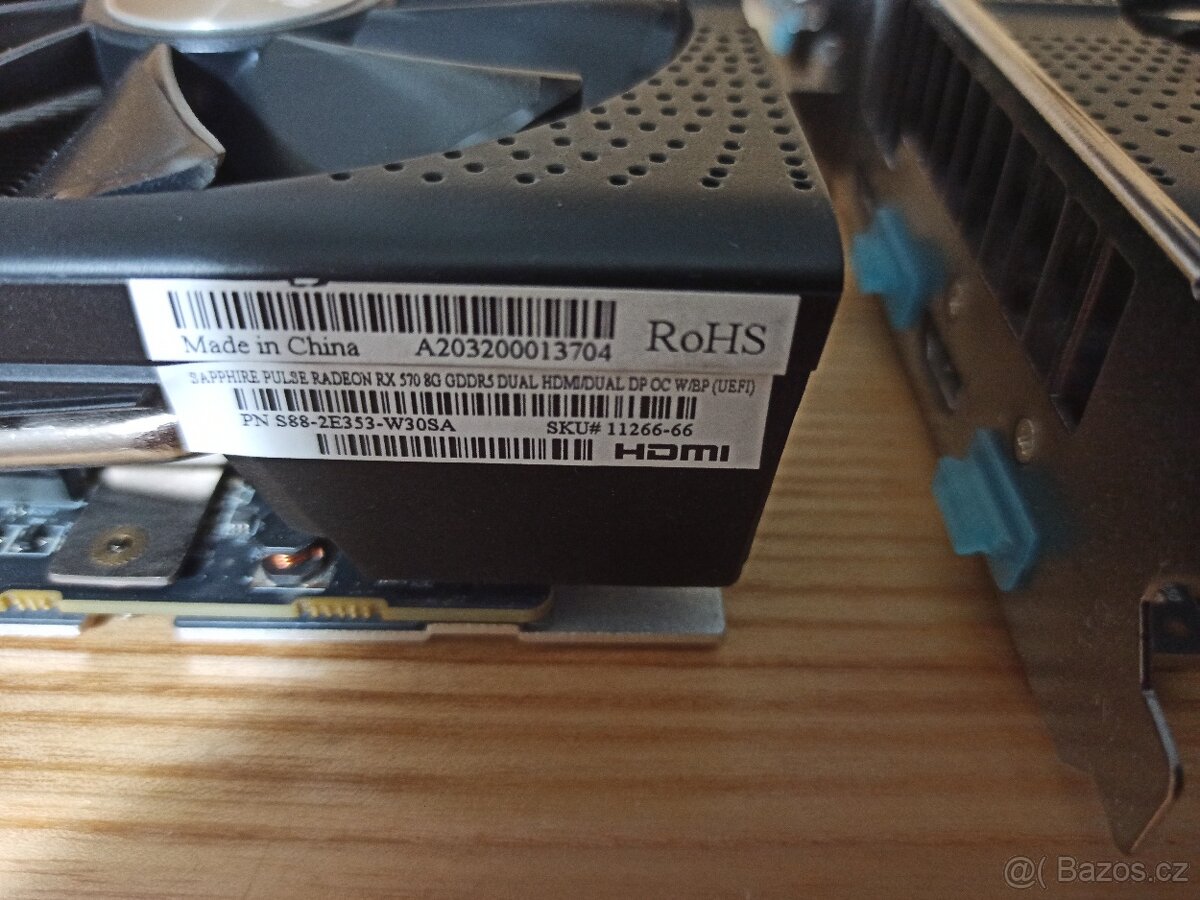 Made in China A203200013704 RoHS
SAPPHIRE PULSE RADEON RX 570 8G GDDR5 DUAL HDMI/DUAL DP OC W/BP (UEFI)
PN S88-2E353-W30SA SKU# 11266-66
HDMI
@( Bazos.cz